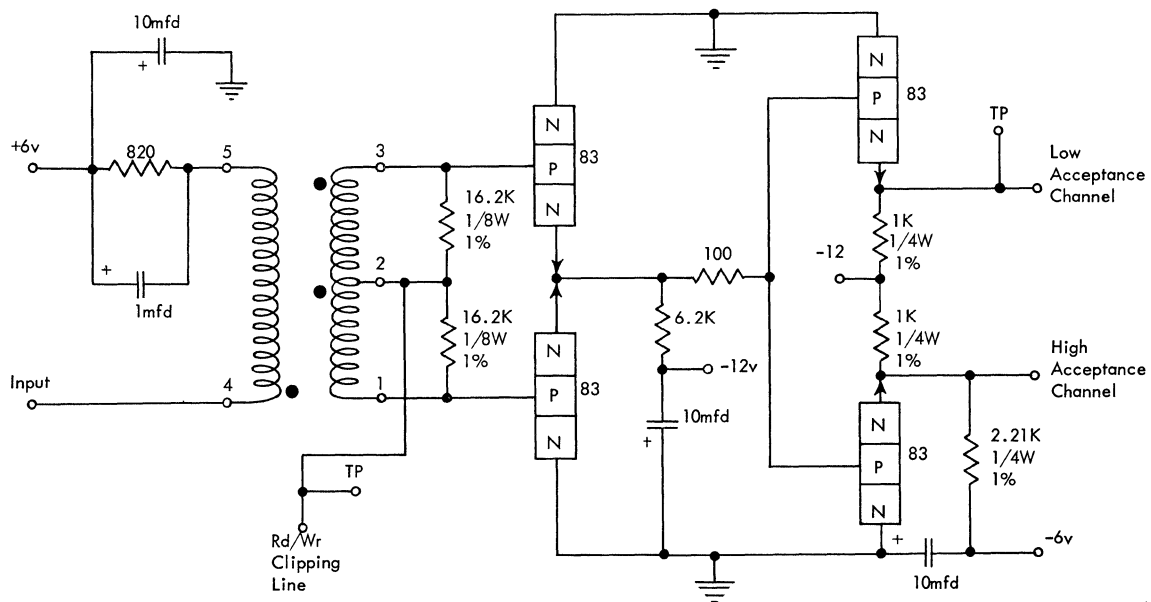 10mfd
+
+6v
820
5
+
1mfd
Input
4
3
16.2K
1/8W
1%
2
16.2K
1/8W
1%
1
TP
Rd/Wr
Clipping
Line
N
P
N
83
N
P
N
83
100
6.2K
-12v
10mfd
+
N
P
N
83
TP
Low
Acceptance
Channel
1K
1/4W
1%
-12
1K
1/4W
1%
High
Acceptance
Channel
N
P
N
83
2.21K
1/4W
1%
+
10mfd
-6v